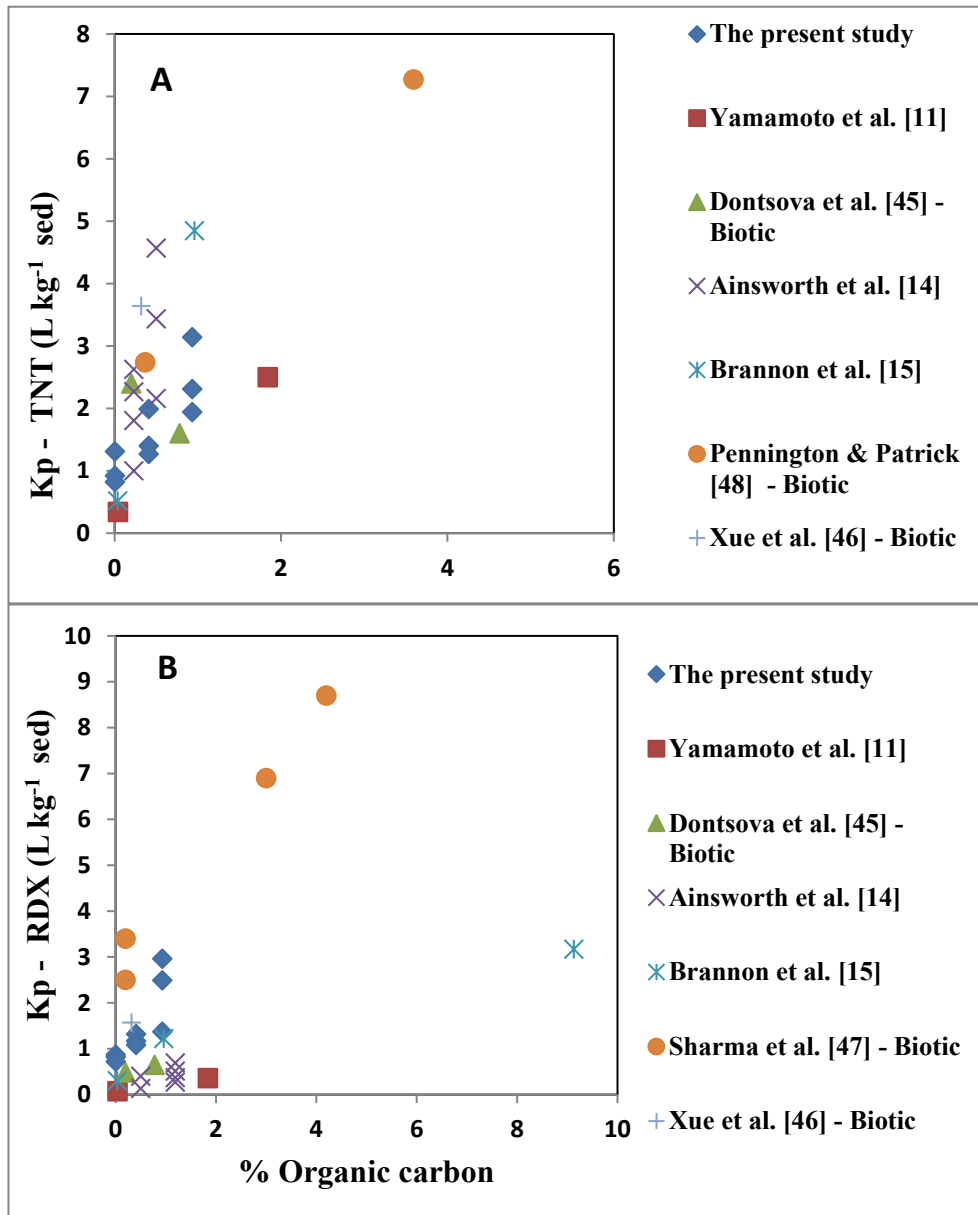 A
Kp - TNT (L kg⁻¹ sed)
8
7
6
5
4
3
2
1
0
0 2 4 6
The present study
Yamamoto et al. [11]
Dontsova et al. [45] -
Biotic
Ainsworth et al. [14]
Brannon et al. [15]
Pennington & Patrick
[48] - Biotic
Xue et al. [46] - Biotic
B
Kp - RDX (L kg⁻¹ sed)
10
9
8
7
6
5
4
3
2
1
0
0 2 4 6 8 10
% Organic carbon
The present study
Yamamoto et al. [11]
Dontsova et al. [45] -
Biotic
Ainsworth et al. [14]
Brannon et al. [15]
Sharma et al. [47] - Biotic
Xue et al. [46] - Biotic